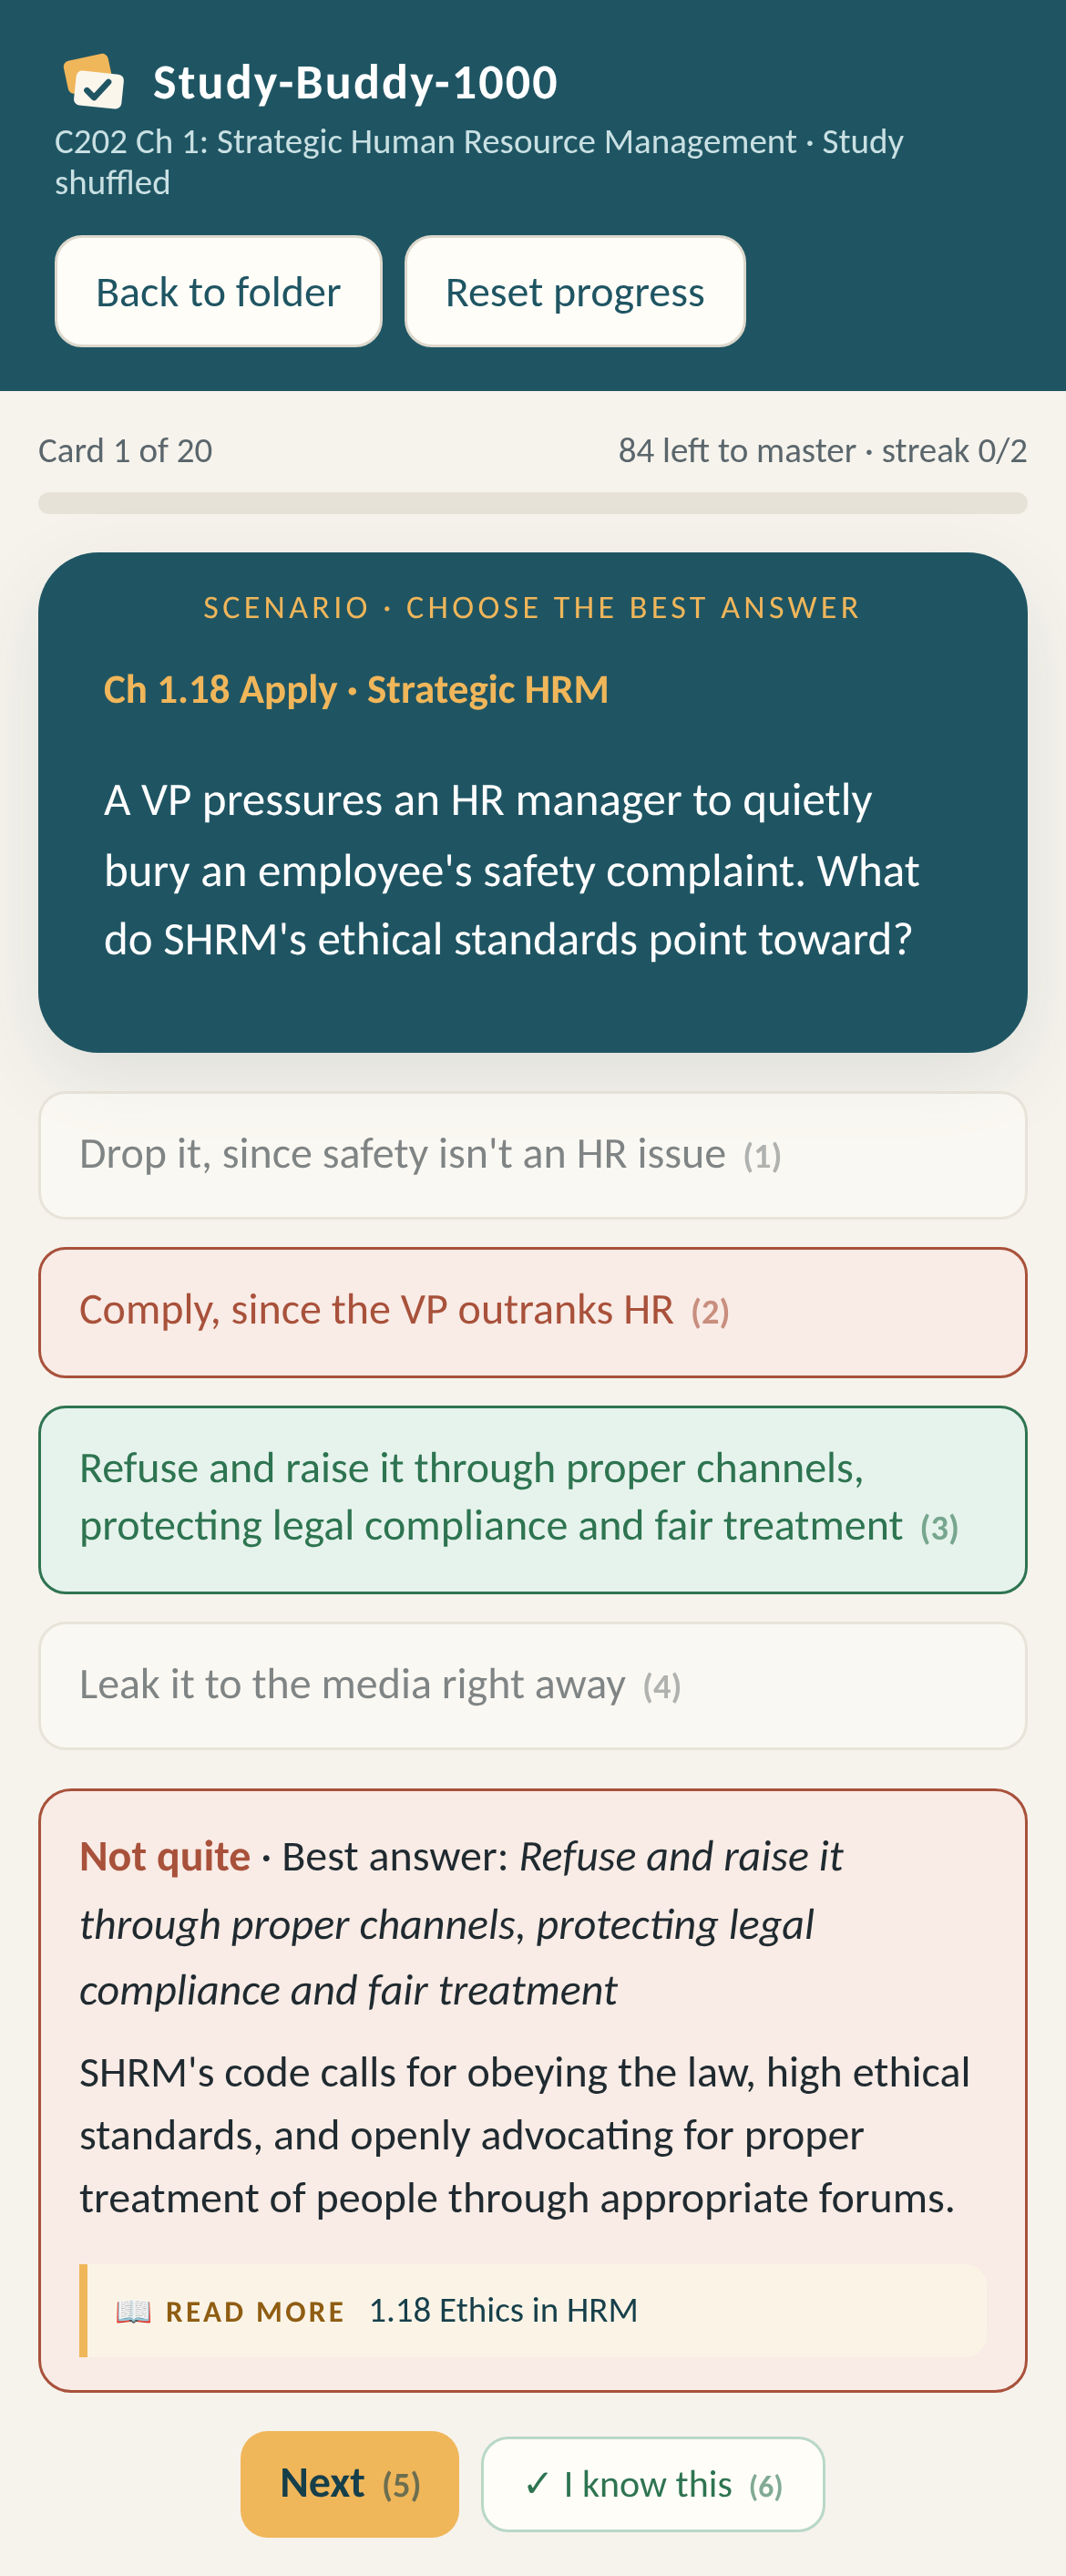 Study-Buddy-1000
C202 Ch 1: Strategic Human Resource Management · Study
shuffled
Back to folder
Reset progress
Card 1 of 20
84 left to master · streak 0/2
SCENARIO · CHOOSE THE BEST ANSWER
Ch 1.18 Apply · Strategic HRM
A VP pressures an HR manager to quietly
bury an employee's safety complaint. What
do SHRM's ethical standards point toward?
Drop it, since safety isn't an HR issue (1)
Comply, since the VP outranks HR (2)
Refuse and raise it through proper channels,
protecting legal compliance and fair treatment (3)
Leak it to the media right away (4)
Not quite · Best answer: Refuse and raise it
through proper channels, protecting legal
compliance and fair treatment
SHRM's code calls for obeying the law, high ethical
standards, and openly advocating for proper
treatment of people through appropriate forums.
📖 READ MORE 1.18 Ethics in HRM
Next (5)
✓ I know this (6)